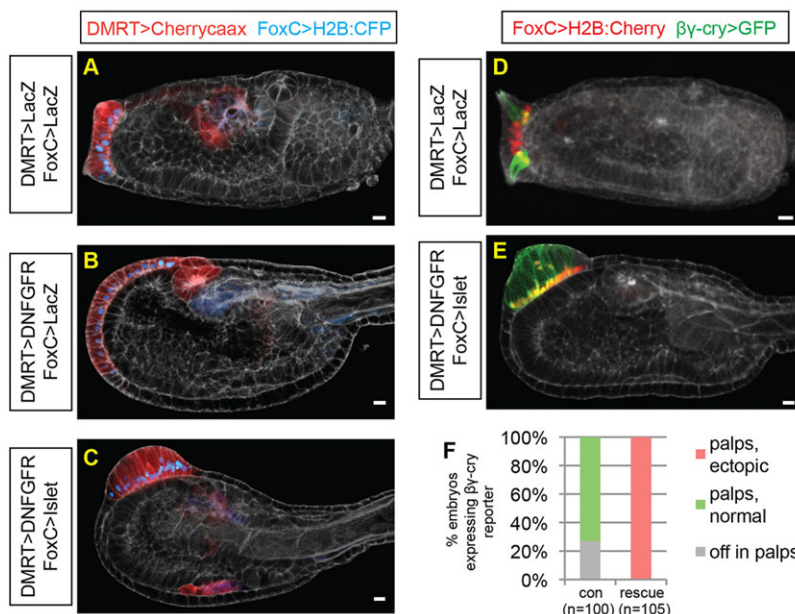 DMRT>Cherrycaax FoxC>H2B:CFP
FoxC>H2B:Cherry βγ-cry>GFP
DMRT>LacZ
FoxC>LacZ
A
DMRT>DNFGFR
FoxC>LacZ
B
DMRT>DNFGFR
FoxC>Islet
C
DMRT>LacZ
FoxC>LacZ
D
DMRT>DNFGFR
FoxC>Islet
E
F
% embryos
expressing βγ-cry
reporter
100%
80%
60%
40%
20%
0%
con
(n=100)
rescue
(n=105)
palps,
ectopic
palps,
normal
off in palps